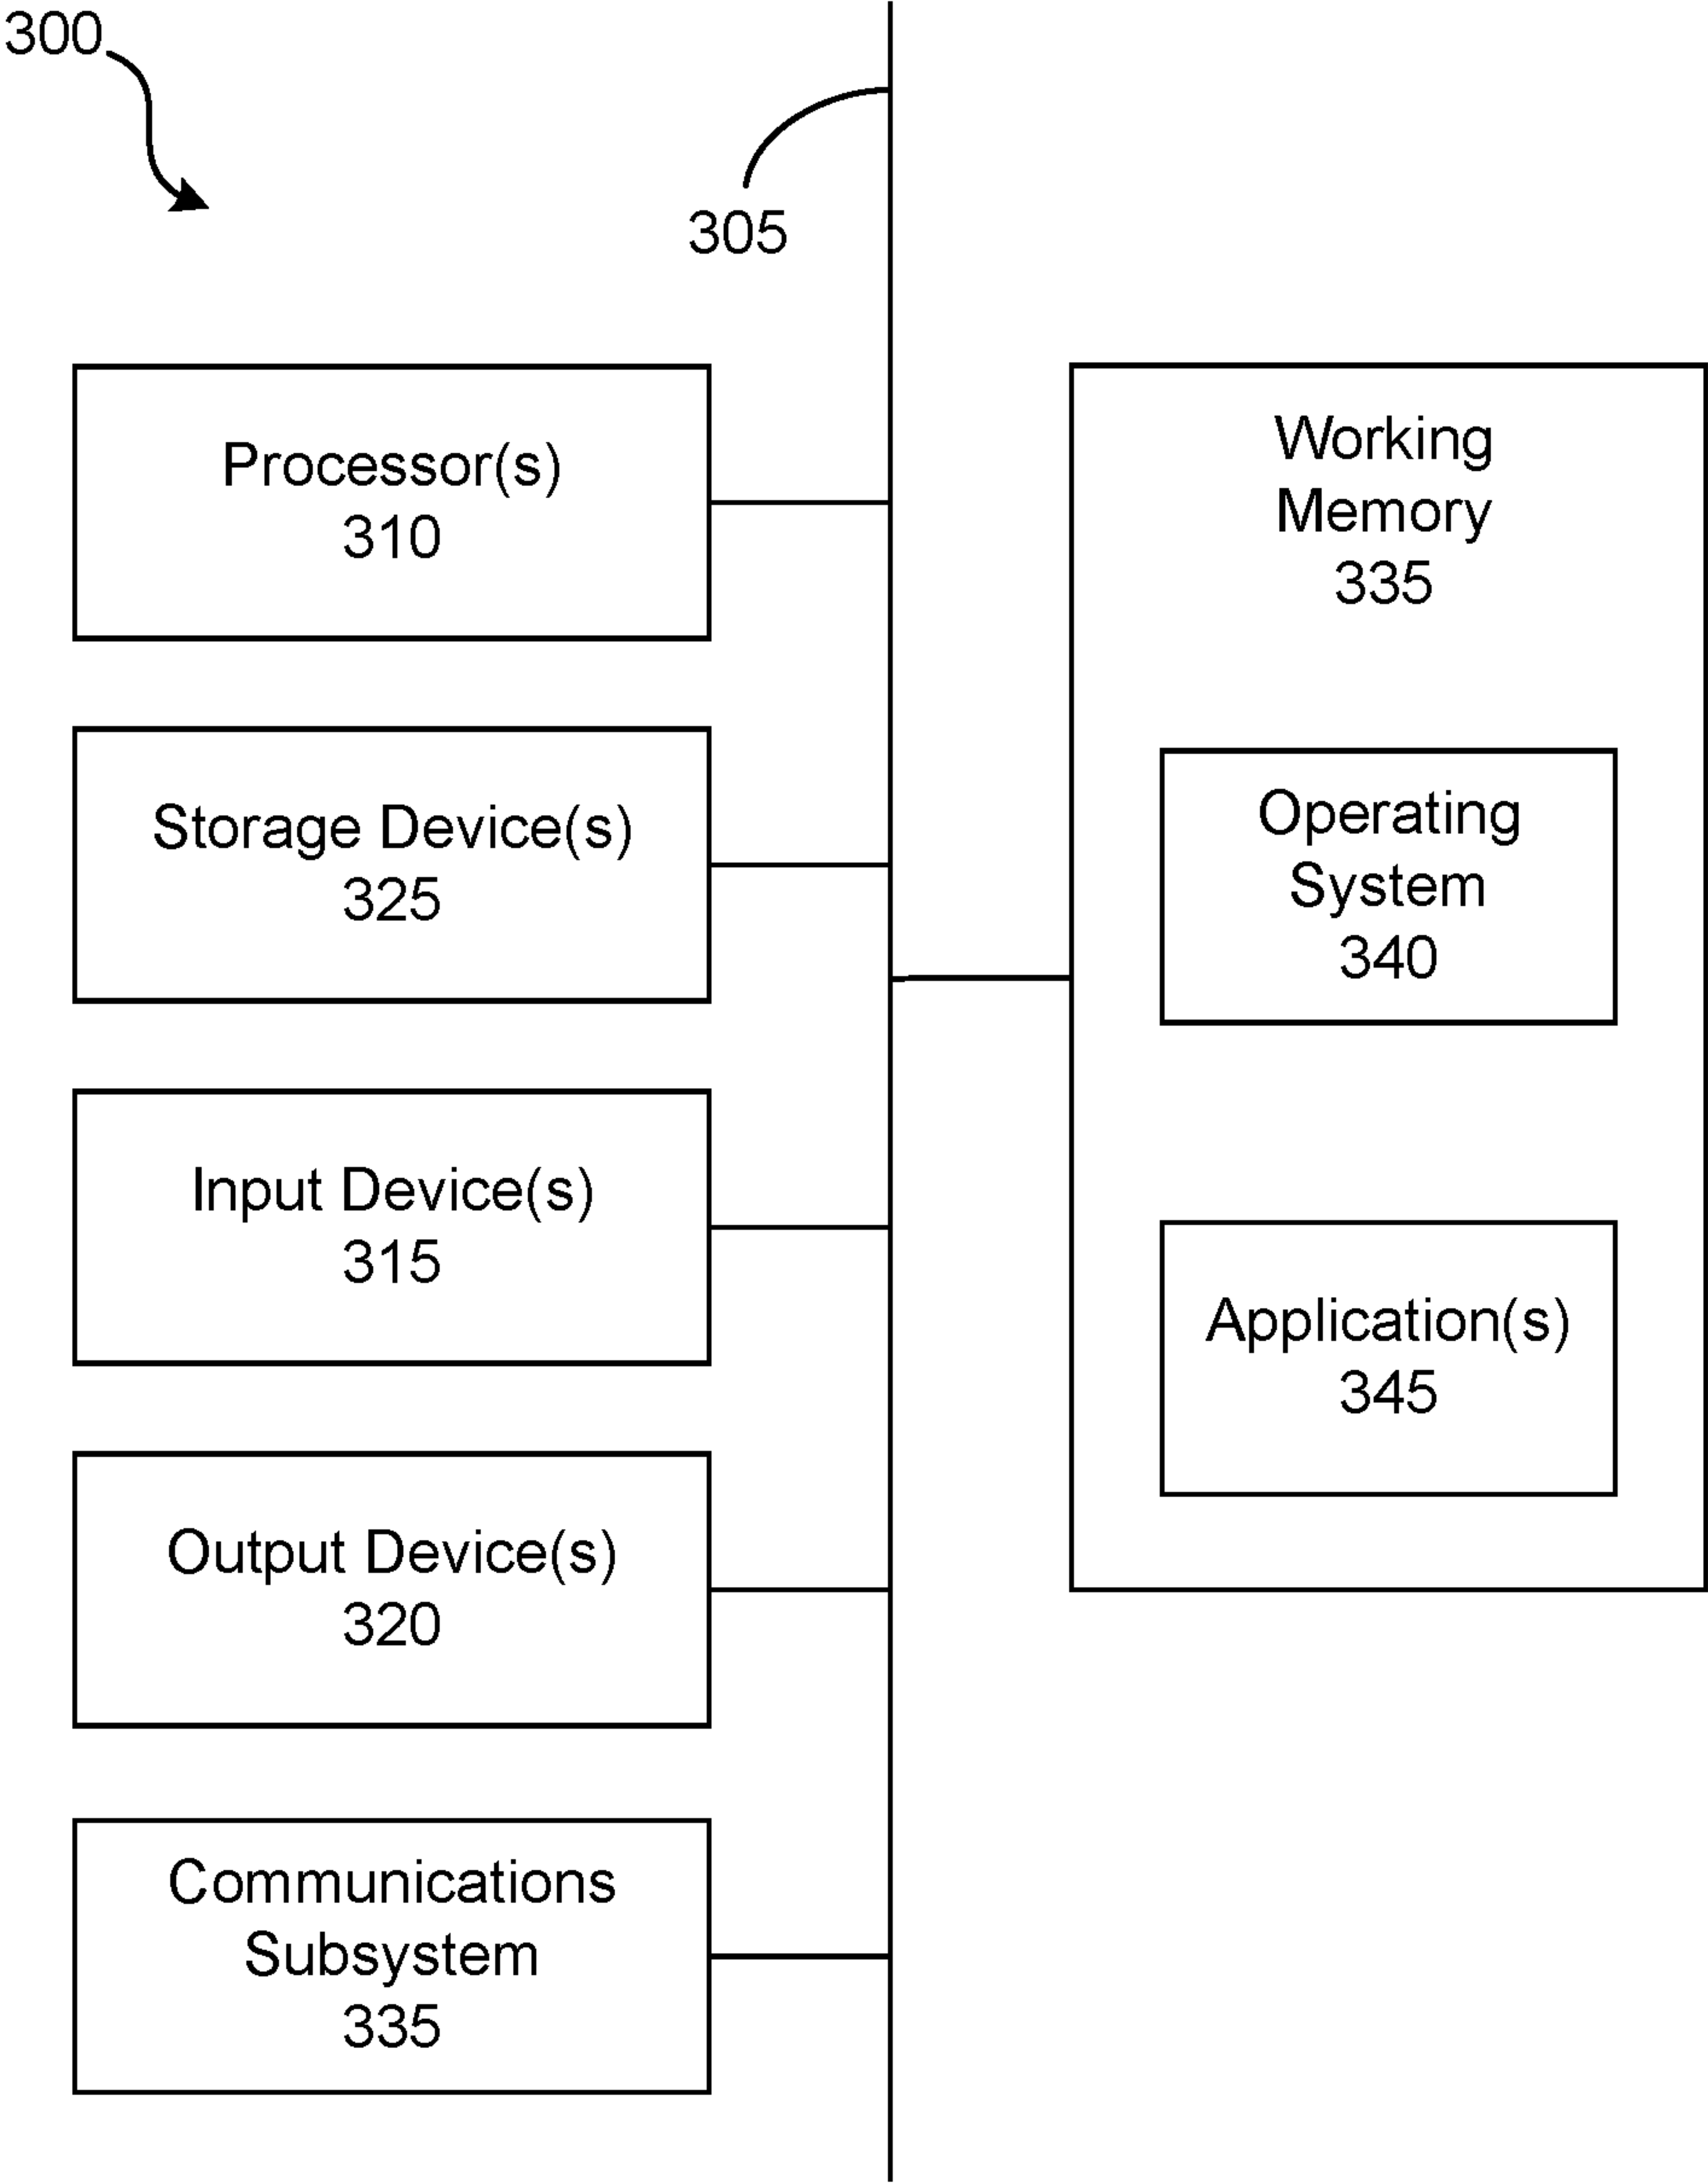 300
305
Processor(s)
310
Storage Device(s)
325
Input Device(s)
315
Output Device(s)
320
Communications
Subsystem
335
Working
Memory
335
Operating
System
340
Application(s)
345